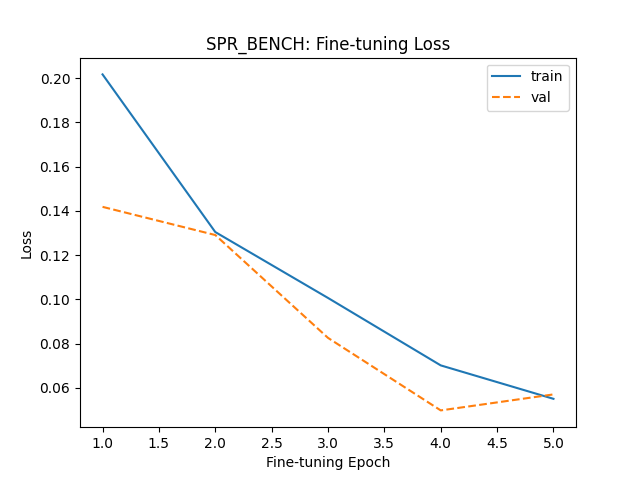 SPR_BENCH: Fine-tuning Loss
train
val
0.20
0.18
0.16
0.14
0.12
0.10
0.08
0.06
Loss
1.0 1.5 2.0 2.5 3.0 3.5 4.0 4.5 5.0
Fine-tuning Epoch